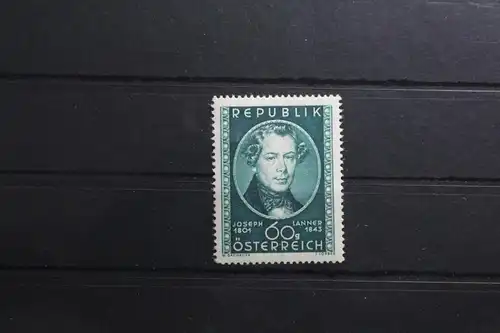 REPUBLIK
JOSEPH LANNER
1801 60g 1843
ÖSTERREICH